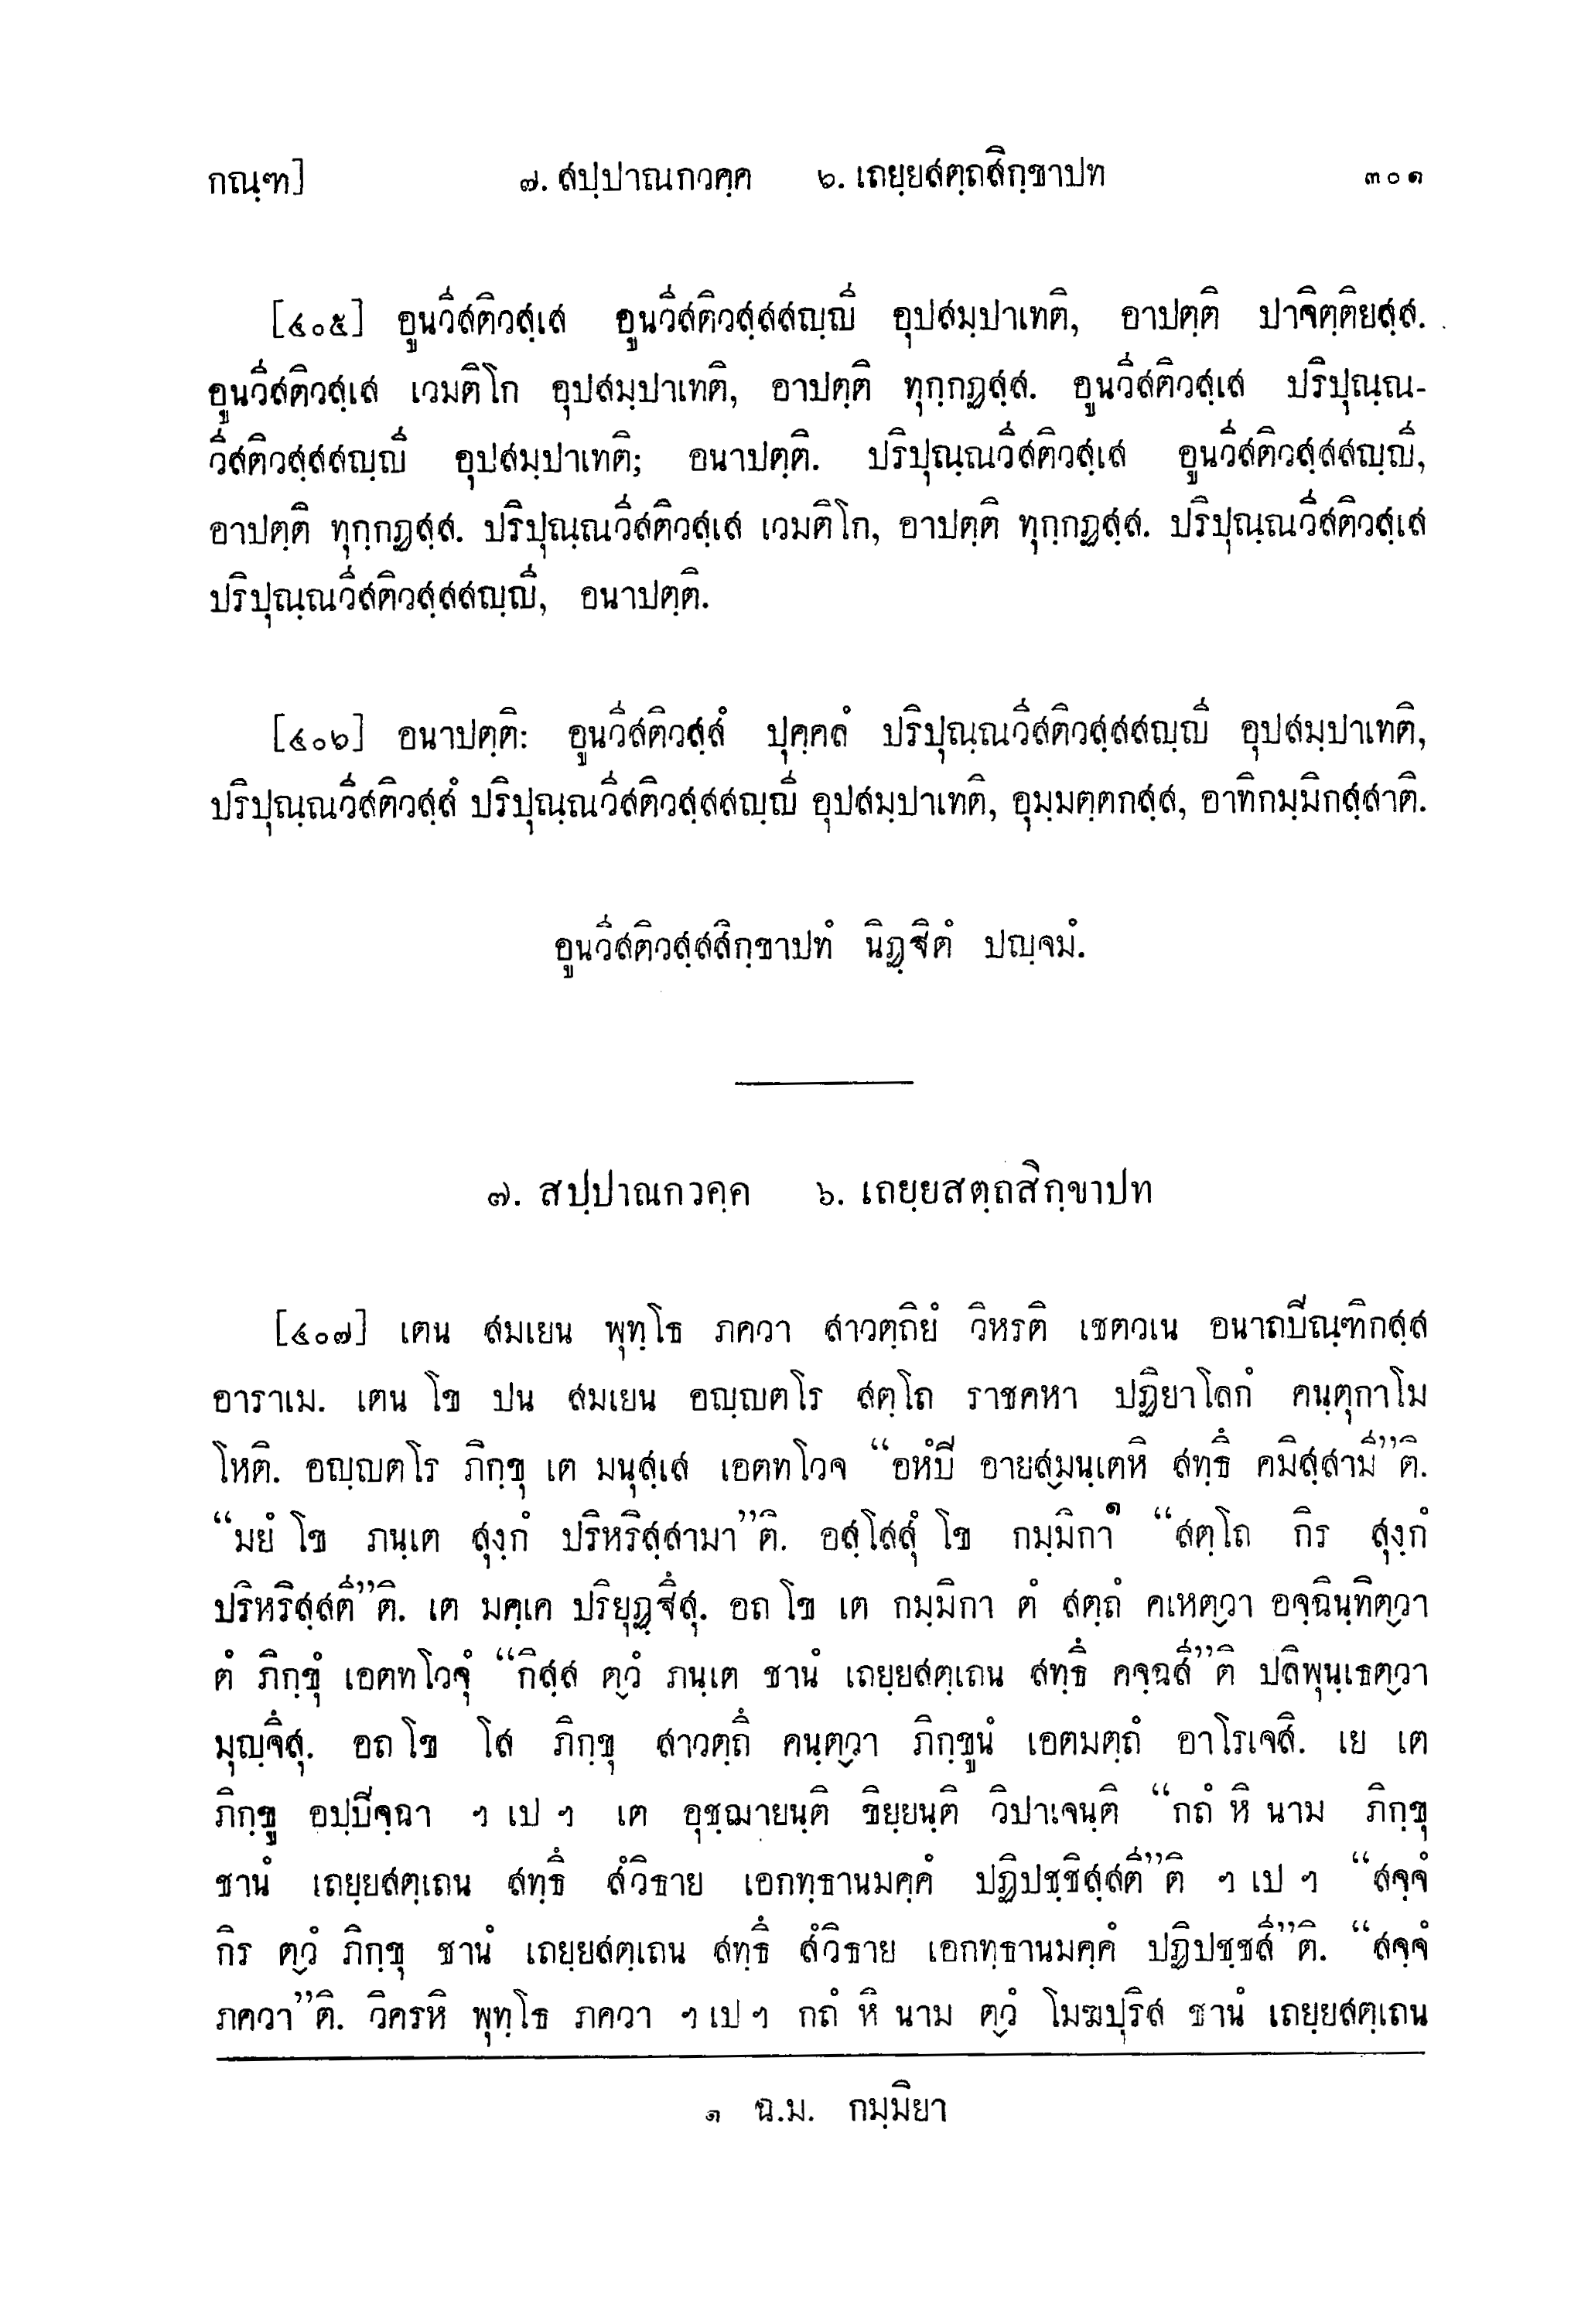 กณฺฑ] ๗. สปฺปาณกวคฺค ๖. เถยฺยสตฺถสิกฺขาปท ๓๐๑
[๔๐๕] อูนวีสติวสฺเส อูนวีสติวสฺสสญฺญี อุปสมฺปาเทติ, อาปตฺติ ปาจิตฺติยสฺส.
อูนวีสติวสฺเส เวมติโก อุปสมฺปาเทติ, อาปตฺติ ทุกฺกฏสฺส. อูนวีสติวสฺเส ปริปุณฺณ-
วีสติวสฺสสญฺญี อุปสมฺปาเทติ; อนาปตฺติ. ปริปุณฺณวีสติวสฺเส อูนวีสติวสฺสสญฺญี,
อาปตฺติ ทุกฺกฏสฺส. ปริปุณฺณวีสติวสฺเส เวมติโก, อาปตฺติ ทุกฺกฏสฺส. ปริปุณฺณวีสติวสฺเส
ปริปุณฺณวีสติวสฺสสญฺญี, อนาปตฺติ.
[๔๐๖] อนาปตฺติ: อูนวีสติวสฺสํ ปุคฺคลํ ปริปุณฺณวีสติวสฺสสญฺญี อุปสมฺปาเทติ,
ปริปุณฺณวีสติวสฺสํ ปริปุณฺณวีสติวสฺสสญฺญี อุปสมฺปาเทติ, อุมฺมตฺตกสฺส, อาทิกมฺมิกสฺสาติ.
อูนวีสติวสฺสสิกฺขาปทํ นิฏฺฐิตํ ปญฺจมํ.
๗. สปฺปาณกวคฺค ๖. เถยฺยสตฺถสิกฺขาปท
[๔๐๗] เตน สมเยน พุทฺโธ ภควา สาวตฺถิยํ วิหรติ เชตวเน อนาถปิณฺฑิกสฺส
อาราเม. เตน โข ปน สมเยน อญฺญตโร สตฺโถ ราชคหา ปฏิยาโลกํ คนฺตุกาโม
โหติ. อญฺญตโร ภิกฺขุ เต มนุสฺเส เอตทโวจ “อหํปิ อายสฺมนฺเตหิ สทฺธึ คมิสฺสามี”ติ.
“มยํ โข ภนฺเต สุงฺกํ ปริหริสฺสามา”ติ. อสฺโสสุํ โข กมฺมิกา๑ “สตฺโถ กิร สุงฺกํ
ปริหริสฺสตี”ติ. เต มคฺเค ปริยุฏฺฐึสุ. อถ โข เต กมฺมิกา ตํ สตฺถํ คเหตฺวา อจฺฉินฺทิตฺวา
ตํ ภิกฺขุํ เอตทโวจุํ “กิสฺส ตฺวํ ภนฺเต ชานํ เถยฺยสตฺเถน สทฺธึ คจฺฉสี”ติ ปลิพุนฺเธตฺวา
มุญฺจึสุ. อถ โข โส ภิกฺขุ สาวตฺถึ คนฺตฺวา ภิกฺขูนํ เอตมตฺถํ อาโรเจสิ. เย เต
ภิกฺขู อปฺปิจฺฉา ฯ เป ฯ เต อุชฺฌายนฺติ ขิยฺยนฺติ วิปาเจนฺติ “กถํ หิ นาม ภิกฺขุ
ชานํ เถยฺยสตฺเถน สทฺธึ สํวิธาย เอกทฺธานมคฺคํ ปฏิปชฺชิสฺสตี”ติ ฯ เป ฯ “สจฺจํ
กิร ตฺวํ ภิกฺขุ ชานํ เถยฺยสตฺเถน สทฺธึ สํวิธาย เอกทฺธานมคฺคํ ปฏิปชฺชสี”ติ. “สจฺจํ
ภควา”ติ. วิครหิ พุทฺโธ ภควา ฯ เป ฯ กถํ หิ นาม ตฺวํ โมฆปุริส ชานํ เถยฺยสตฺเถน
๑ ฉ.ม. กมฺมิยา